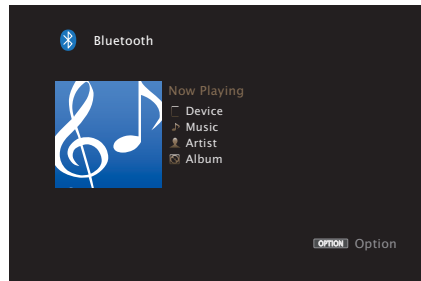 Bluetooth
Now Playing
Device
Music
Artist
Album
OPTION Option